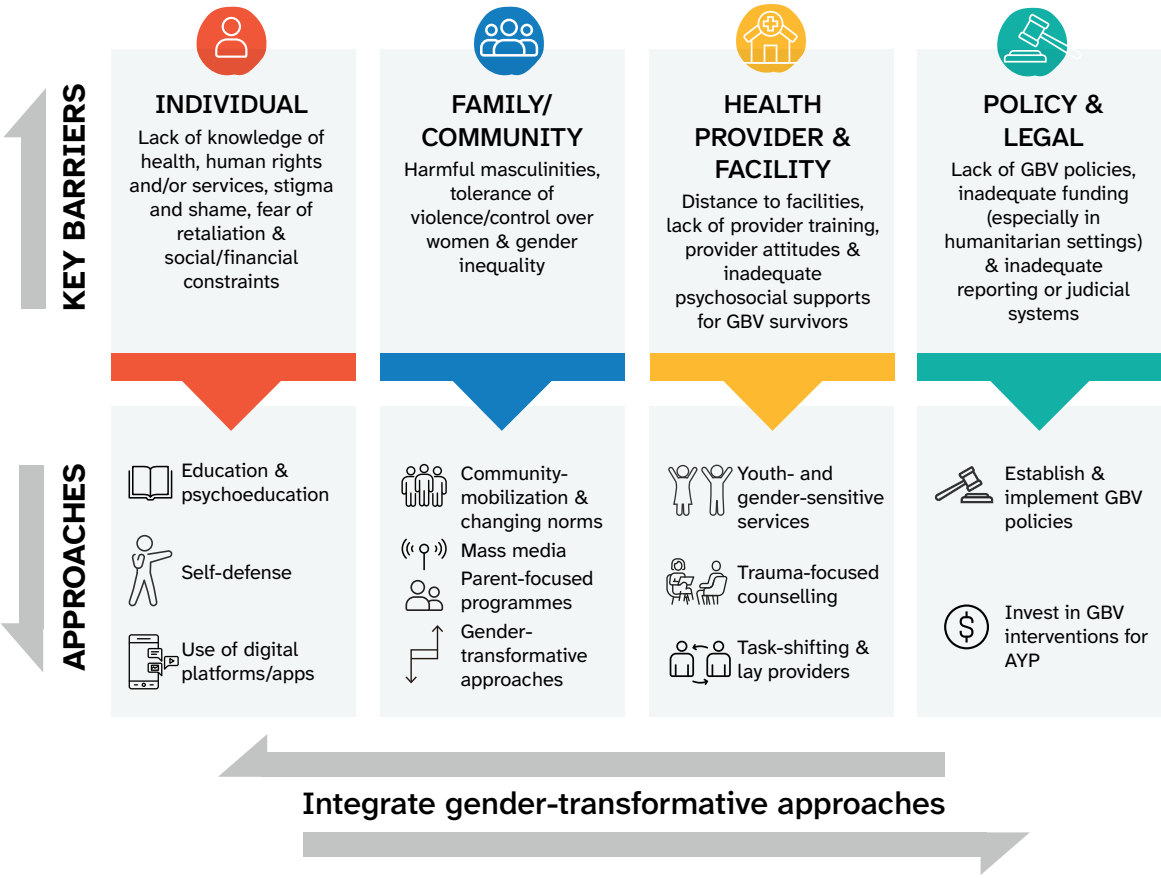 KEY BARRIERS
INDIVIDUAL
Lack of knowledge of
health, human rights
and/or services, stigma
and shame, fear of
retaliation &
social/financial
constraints
FAMILY/
COMMUNITY
Harmful masculinities,
tolerance of
violence/control over
women & gender
inequality
HEALTH
PROVIDER &
FACILITY
Distance to facilities,
lack of provider training,
provider attitudes &
inadequate
psychosocial supports
for GBV survivors
POLICY &
LEGAL
Lack of GBV policies,
inadequate funding
(especially in
humanitarian settings)
& inadequate
reporting or judicial
systems
APPROACHES
Education &
psychoeducation
Self-defense
Use of digital
platforms/apps
Community-
mobilization &
changing norms
Mass media
Parent-focused
programmes
Gender-
transformative
approaches
Youth- and
gender-sensitive
services
Trauma-focused
counselling
Task-shifting &
lay providers
Establish &
implement GBV
policies
$
Invest in GBV
interventions for
AYP
Integrate gender-transformative approaches